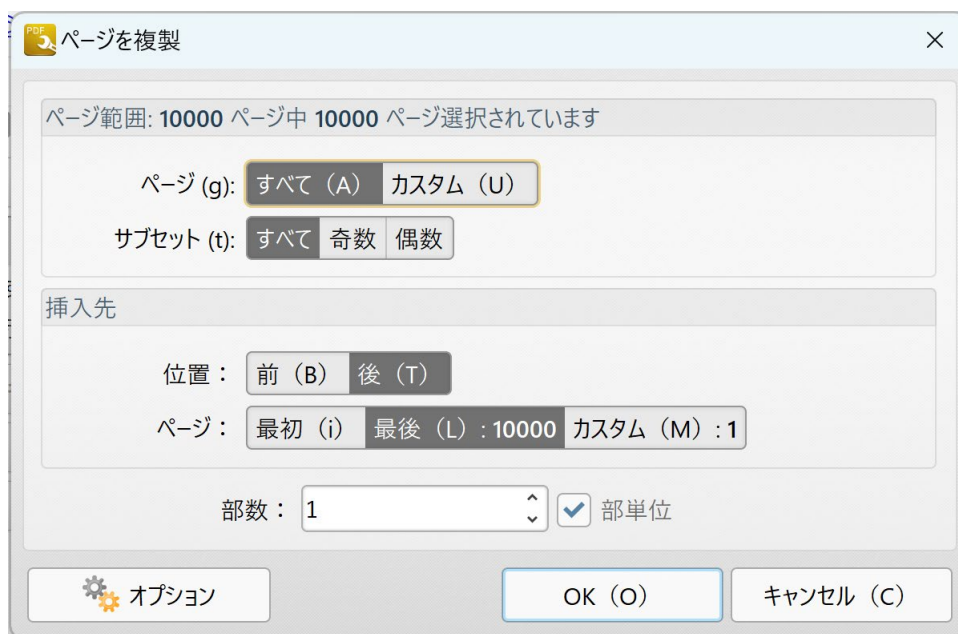 PDF ページを複製
ページ範囲: 10000 ページ中 10000 ページ選択されています
ページ (g): すべて (A) カスタム (U)
サブセット (t): すべて 奇数 偶数
挿入先
位置： 前 (B) 後 (T)
ページ： 最初 (i) 最後 (L) : 10000 カスタム (M) : 1
部数： 1 部単位
オプション OK (O) キャンセル (C)